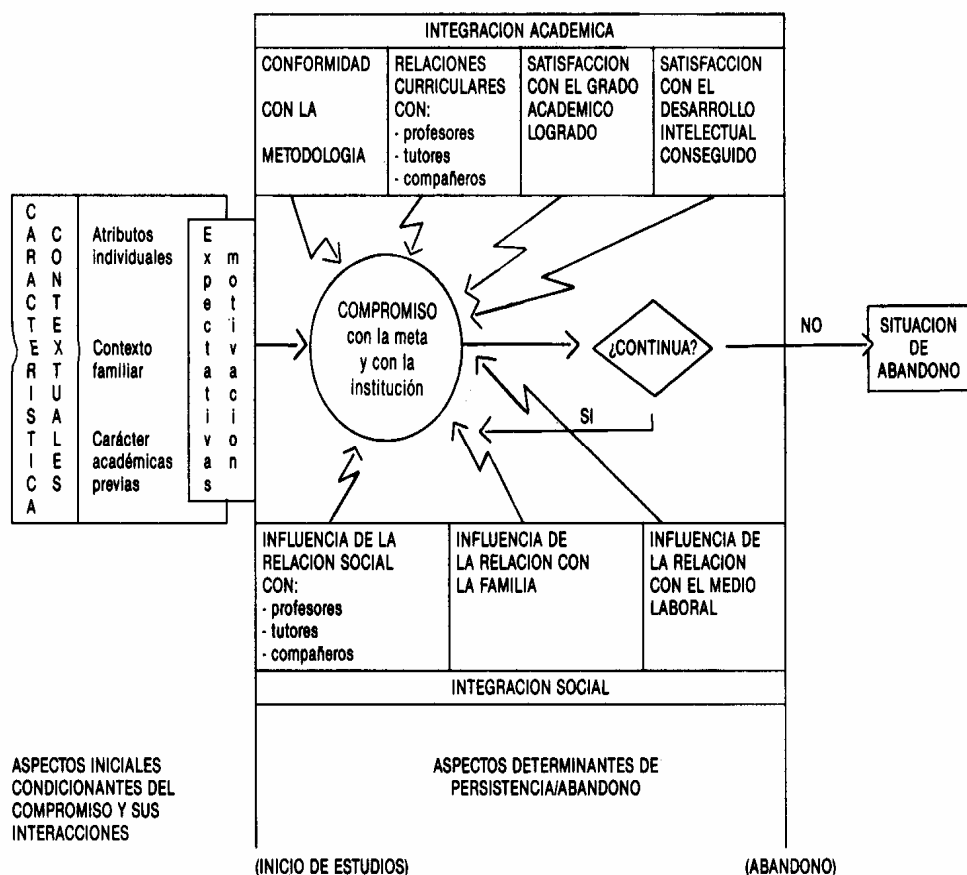 INTEGRACION ACADEMICA
CONFORMIDAD
CON LA
METODOLOGIA
RELACIONES
CURRICULARES
CON:
- profesores
- tutores
- compañeros
SATISFACCION
CON EL GRADO
ACADEMICO
LOGRADO
SATISFACCION
CON EL
DESARROLLO
INTELECTUAL
CONSEGUIDO
CARACTERISTICA
CONTEXTUALES
Atributos
individuales
Contexto
familiar
Carácter
académicas
previas
Expectativas
motivacion
COMPROMISO
con la meta
y con la
institución
¿CONTINUA?
NO
SI
SITUACION
DE
ABANDONO
INFLUENCIA DE LA
RELACION SOCIAL
CON:
- profesores
- tutores
- compañeros
INFLUENCIA DE
LA RELACION CON
LA FAMILIA
INFLUENCIA DE
LA RELACION
CON EL MEDIO
LABORAL
INTEGRACION SOCIAL
ASPECTOS INICIALES
CONDICIONANTES DEL
COMPROMISO Y SUS
INTERACCIONES
ASPECTOS DETERMINANTES DE
PERSISTENCIA/ABANDONO
(INICIO DE ESTUDIOS)
(ABANDONO)